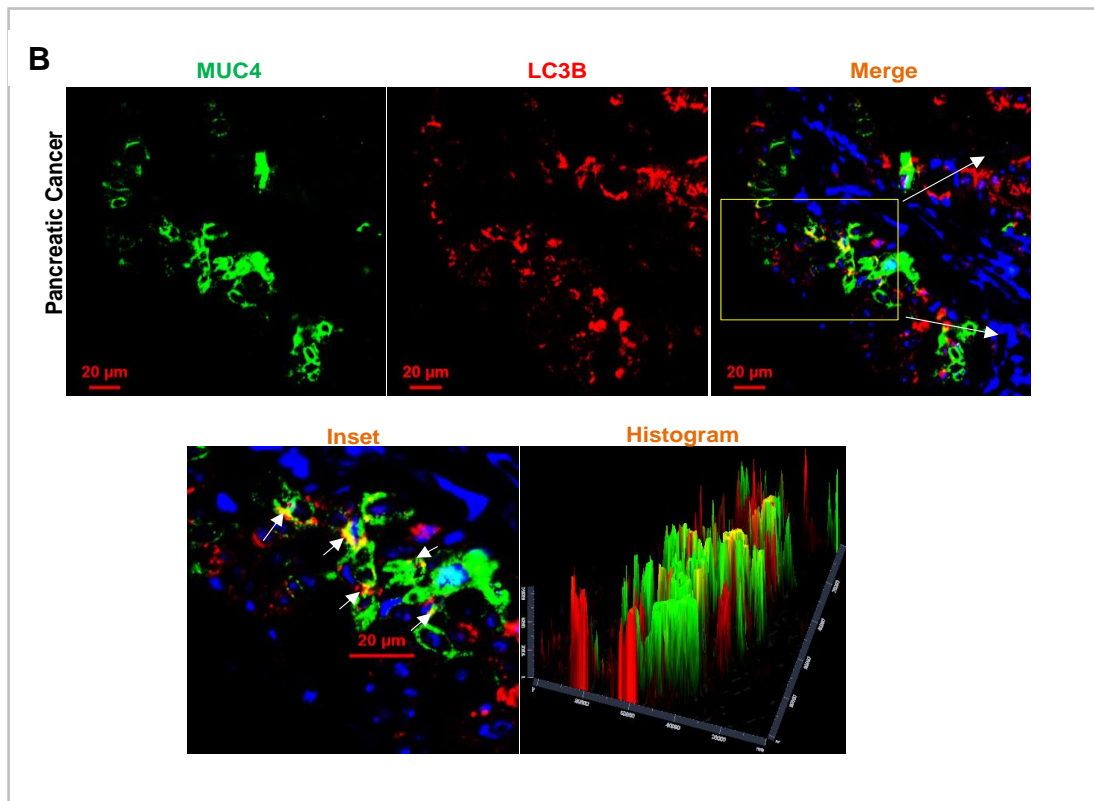 B
MUC4 LC3B Merge
Pancreatic Cancer
20 µm 20 µm 20 µm
Inset Histogram
20 µm